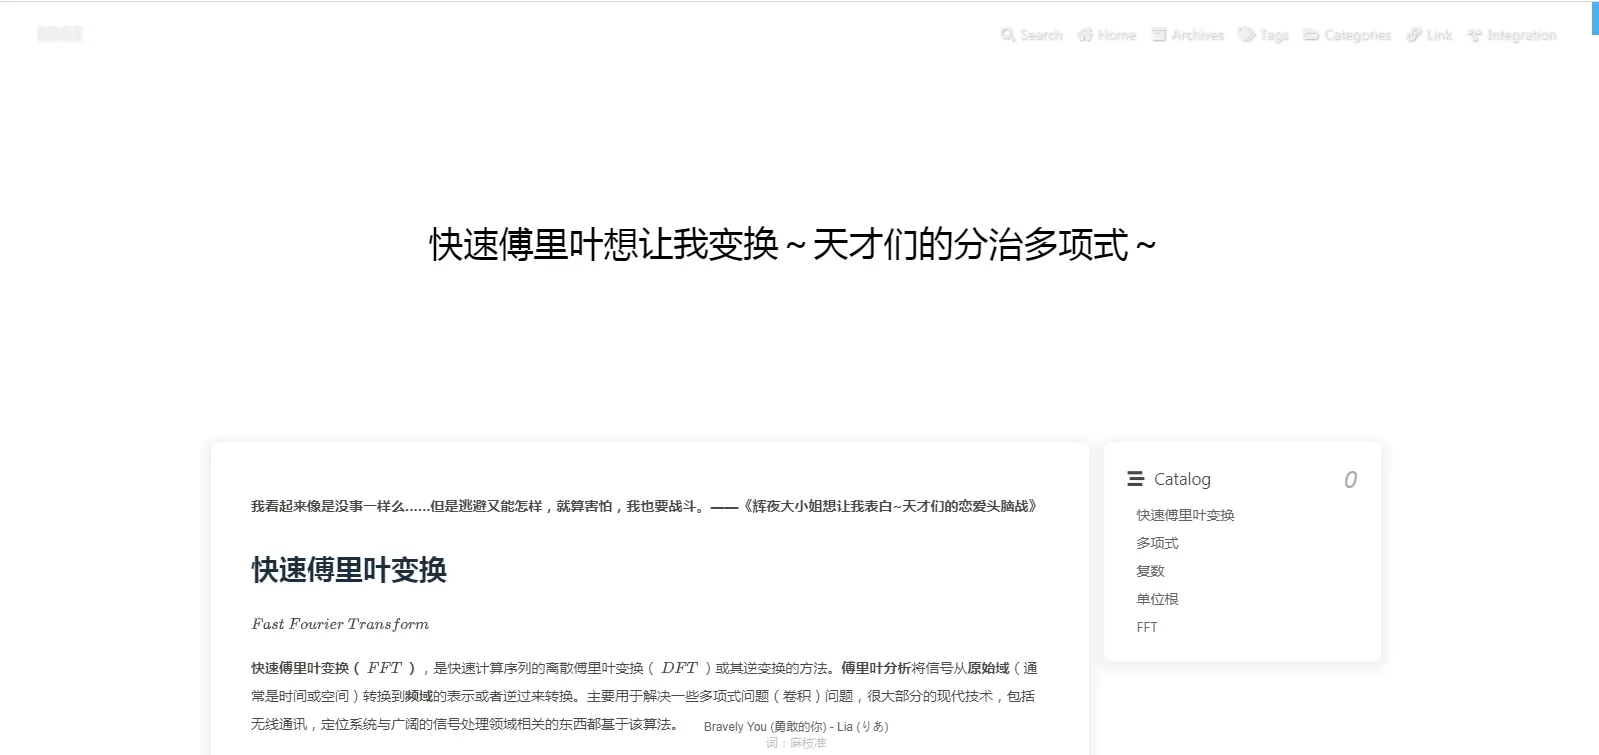 Search Home Archives Tags Categories Link Integration
快速傅里叶想让我变换～天才们的分治多项式～
我看起来像是没事一样么……但是逃避又能怎样，就算害怕，我也要战斗。——《辉夜大小姐想让我表白~天才们的恋爱头脑战》
快速傅里叶变换
Fast Fourier Transform
快速傅里叶变换（ FFT ），是快速计算序列的离散傅里叶变换（ DFT ）或其逆变换的方法。傅里叶分析将信号从原始域（通
常是时间或空间）转换到频域的表示或者逆过来转换。主要用于解决一些多项式问题（卷积）问题，很大部分的现代技术，包括
无线通讯，定位系统与广阔的信号处理领域相关的东西都基于该算法。
Catalog 0
快速傅里叶变换
多项式
复数
单位根
FFT
Bravely You (勇敢的你) - Lia (りあ)
词：麻枝准